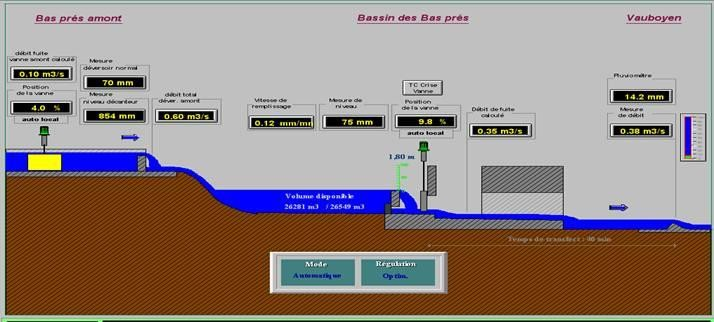 Bas prés amont
Bassin des Bas prés
Vauboyen
débit fuite
vanne amont calculé
0.10 m3/s
Mesure
déversoir normal
70 mm
Position
de la vanne
4.0 %
auto local
Mesure
niveau décanteur
854 mm
débit total
déver. amont
0.60 m3/s
Vitesse de
remplissage
0.12 mm/mn
Mesure de
niveau
75 mm
TC Crise
Vanne
Position
de la vanne
9.8 %
auto local
Débit de fuite
calculé
0.35 m3/s
Pluviomètre
14.2 mm
Mesure
de débit
0.38 m3/s
1,80 m
Volume disponible
26281 m3 / 26549 m3
Temps de transfect : 40 min
Mode
Automatique
Régulation
Optim.